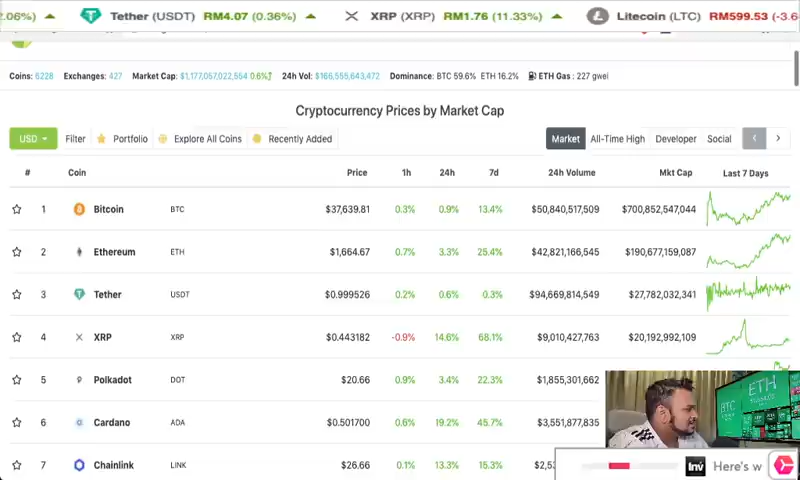 2.06%) Tether (USDT) RM4.07 (0.36%) XRP (XRP) RM1.76 (11.33%) Litecoin (LTC) RM599.53 (-3.6
Coins: 6228 Exchanges: 427 Market Cap: $1,177,057,022,554 0.6% 24h Vol: $166,555,643,472 Dominance: BTC 59.6% ETH 16.2% ETH Gas: 227 gwei
Cryptocurrency Prices by Market Cap
USD Filter Portfolio Explore All Coins Recently Added Market All-Time High Developer Social
# Coin Price 1h 24h 7d 24h Volume Mkt Cap Last 7 Days
1 Bitcoin BTC $37,639.81 0.3% 0.9% 13.4% $50,840,517,509 $700,852,547,044
2 Ethereum ETH $1,664.67 0.7% 3.3% 25.4% $42,821,166,545 $190,677,159,087
3 Tether USDT $0.999526 0.2% 0.6% 0.3% $94,669,814,549 $27,782,032,341
4 XRP XRP $0.443182 -0.9% 14.6% 68.1% $9,010,427,763 $20,192,992,109
5 Polkadot DOT $20.66 0.9% 3.4% 22.3% $1,855,301,662
6 Cardano ADA $0.501700 0.6% 19.2% 45.7% $3,551,877,835
7 Chainlink LINK $26.66 0.1% 13.3% 15.3% $2,53
BTC ETH
Inv Here's w